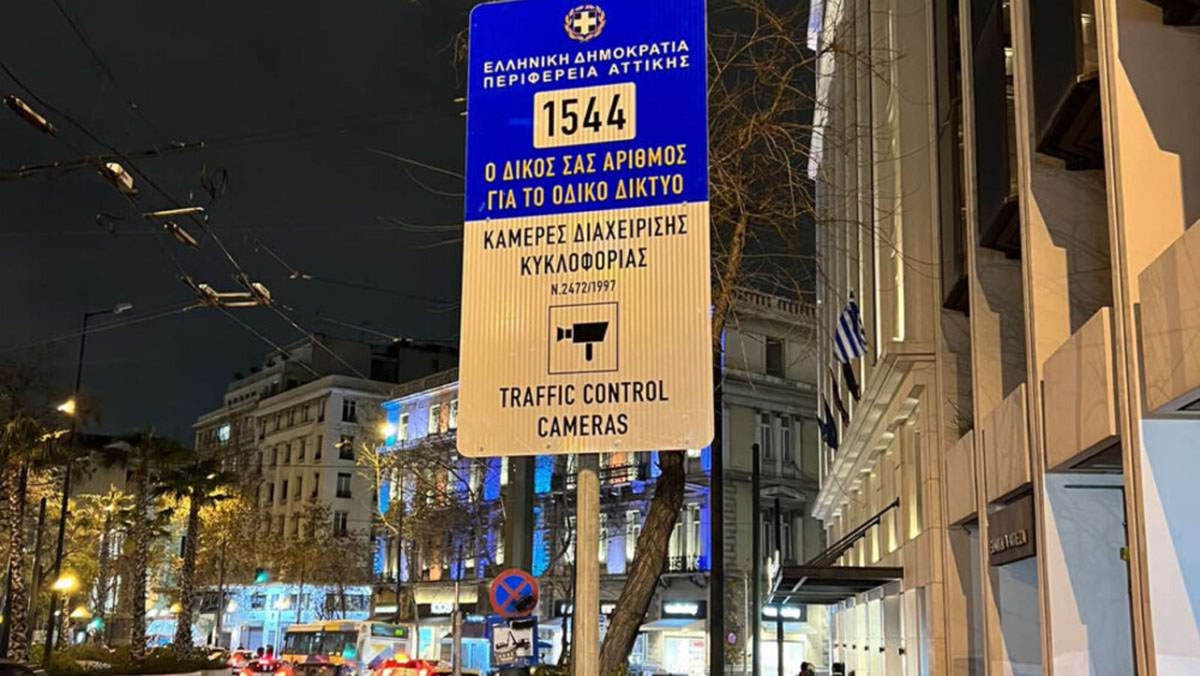 ΕΛΛΗΝΙΚΗ ΔΗΜΟΚΡΑΤΙΑ
ΠΕΡΙΦΕΡΕΙΑ ΑΤΤΙΚΗΣ
1544
Ο ΔΙΚΟΣ ΣΑΣ ΑΡΙΘΜΟΣ
ΓΙΑ ΤΟ ΟΔΙΚΟ ΔΙΚΤΥΟ
ΚΑΜΕΡΕΣ ΔΙΑΧΕΙΡΙΣΗΣ
ΚΥΚΛΟΦΟΡΙΑΣ
Ν.2472/1997
TRAFFIC CONTROL
CAMERAS